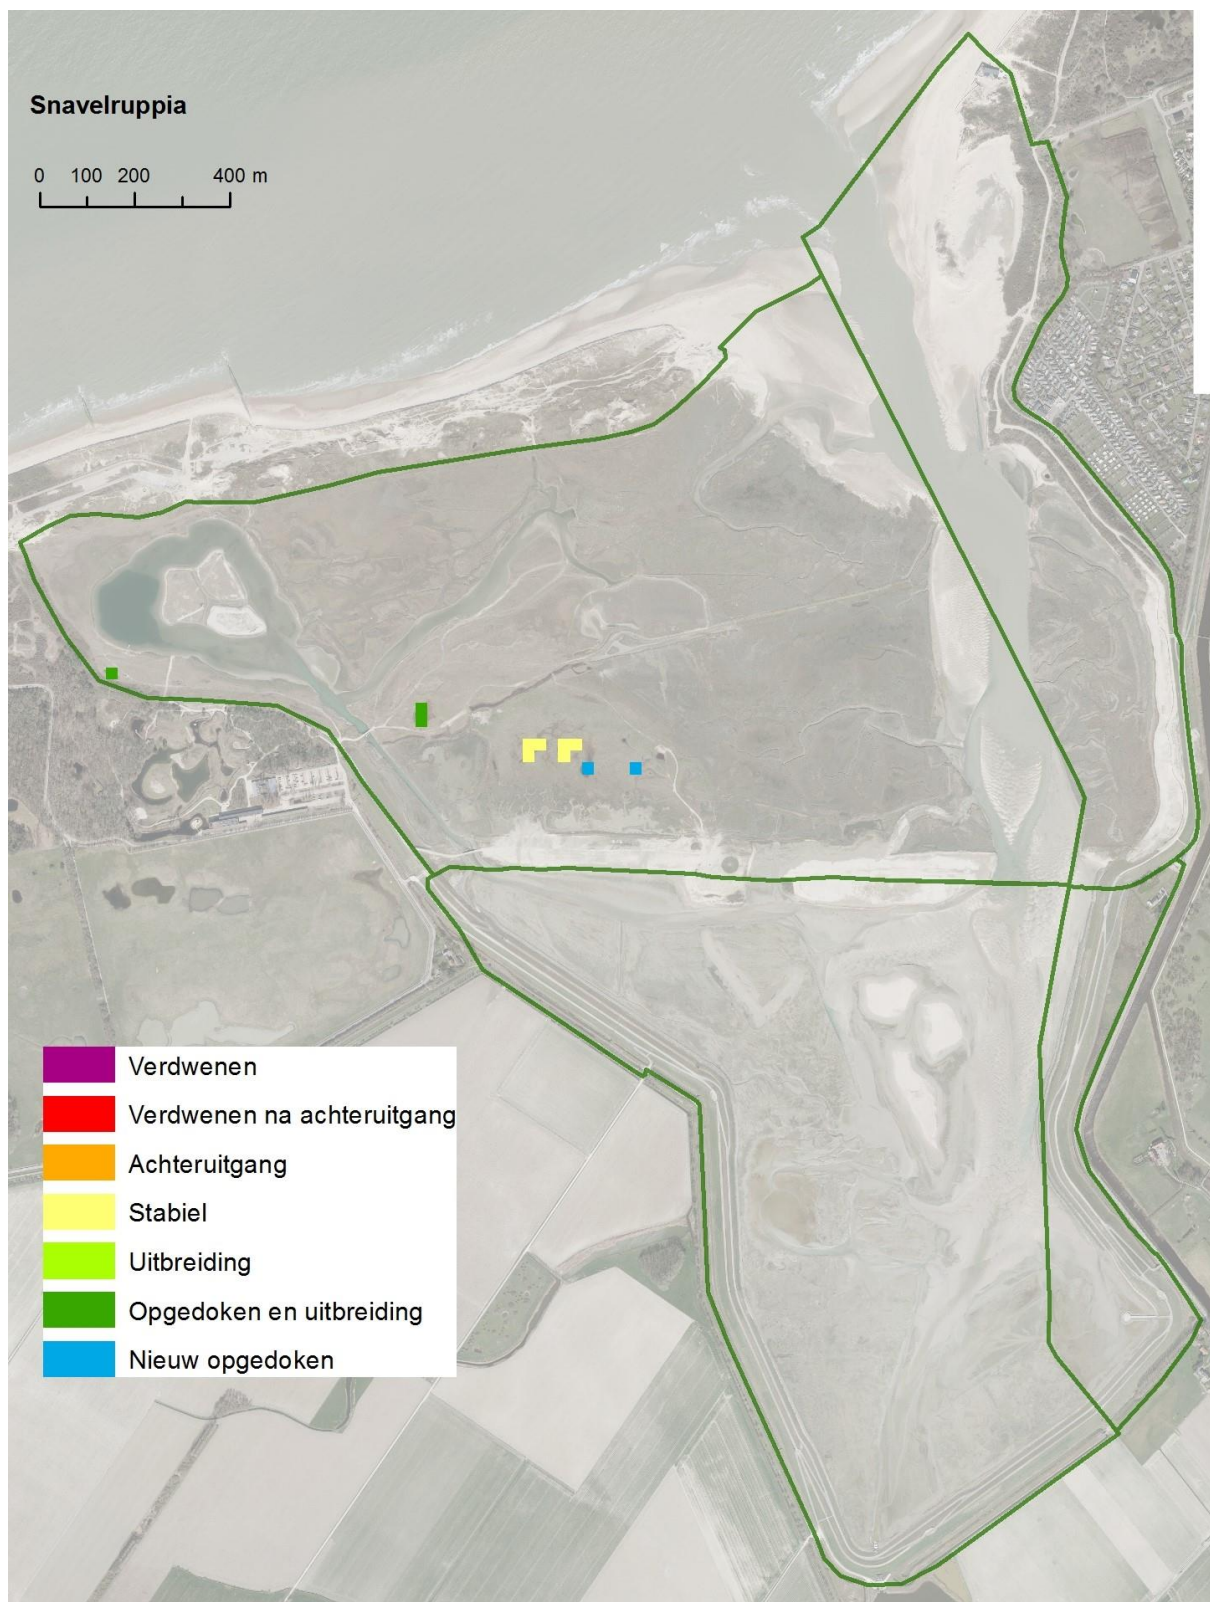 Snavelruppia
0 100 200 400 m
Verdwenen
Verdwenen na achteruitgang
Achteruitgang
Stabiel
Uitbreiding
Opgedoken en uitbreiding
Nieuw opgedoken